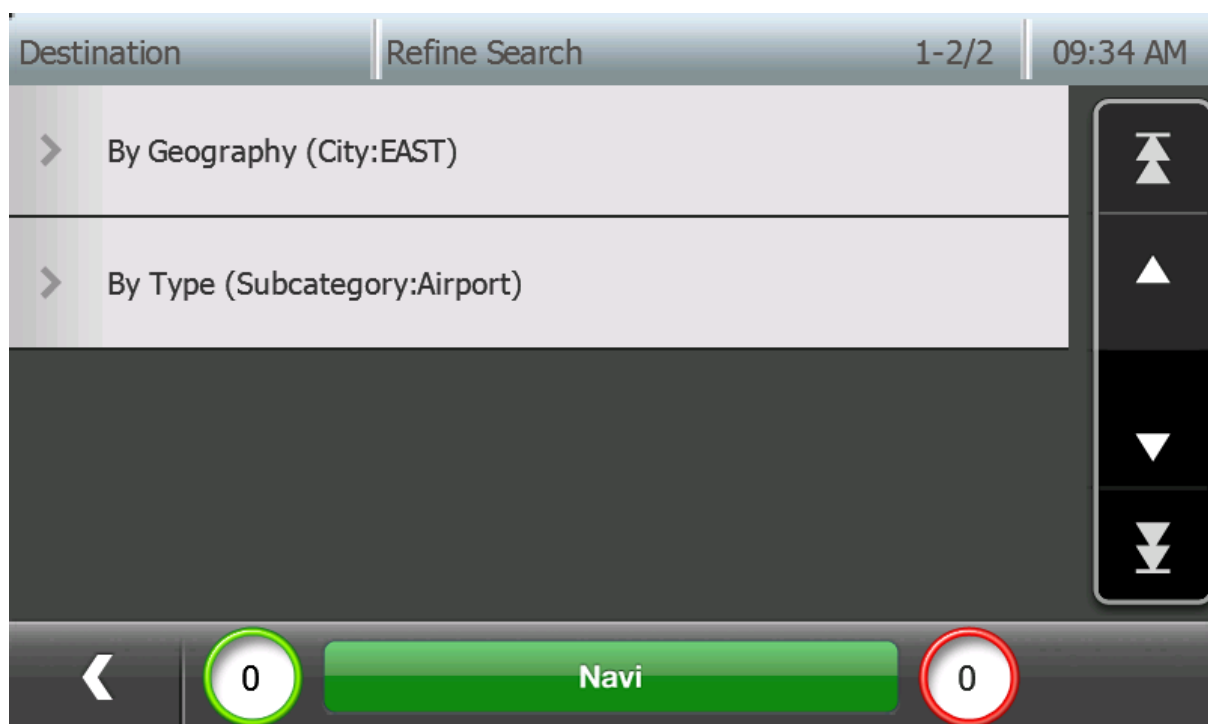 Destination Refine Search 1-2/2 09:34 AM
By Geography (City:EAST)
By Type (Subcategory:Airport)
0 Navi 0